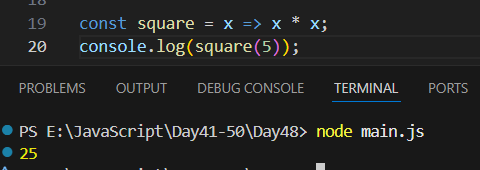 18
19 const square = x => x * x;
20 console.log(square(5));
PROBLEMS OUTPUT DEBUG CONSOLE TERMINAL PORTS
PS E:\JavaScript\Day41-50\Day48> node main.js
25